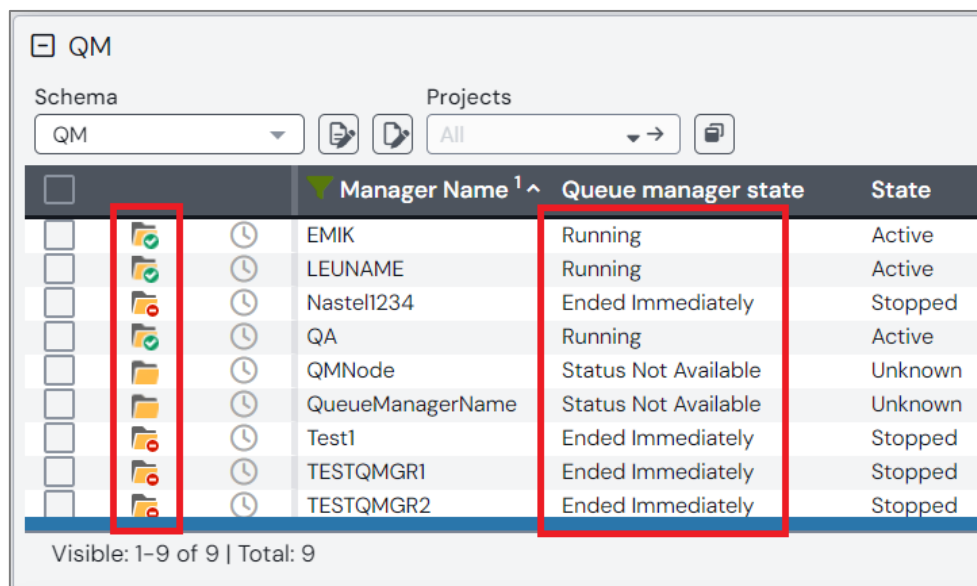 QM
Schema Projects
QM All
Manager Name 1 Queue manager state State
EMIK Running Active
LEUNAME Running Active
Nastel1234 Ended Immediately Stopped
QA Running Active
QMNode Status Not Available Unknown
QueueManagerName Status Not Available Unknown
Test1 Ended Immediately Stopped
TESTQMGR1 Ended Immediately Stopped
TESTQMGR2 Ended Immediately Stopped
Visible: 1-9 of 9 | Total: 9